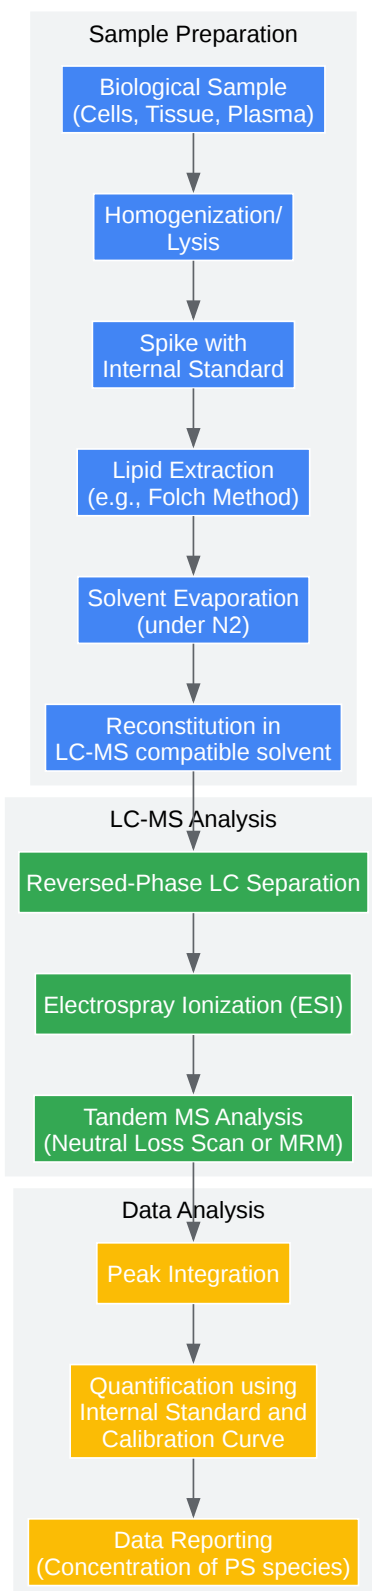 Sample Preparation
Biological Sample
(Cells, Tissue, Plasma)
Homogenization/
Lysis
Spike with
Internal Standard
Lipid Extraction
(e.g., Folch Method)
Solvent Evaporation
(under N2)
Reconstitution in
LC-MS compatible solvent
LC-MS Analysis
Reversed-Phase LC Separation
Electrospray Ionization (ESI)
Tandem MS Analysis
(Neutral Loss Scan or MRM)
Data Analysis
Peak Integration
Quantification using
Internal Standard and
Calibration Curve
Data Reporting
(Concentration of PS species)